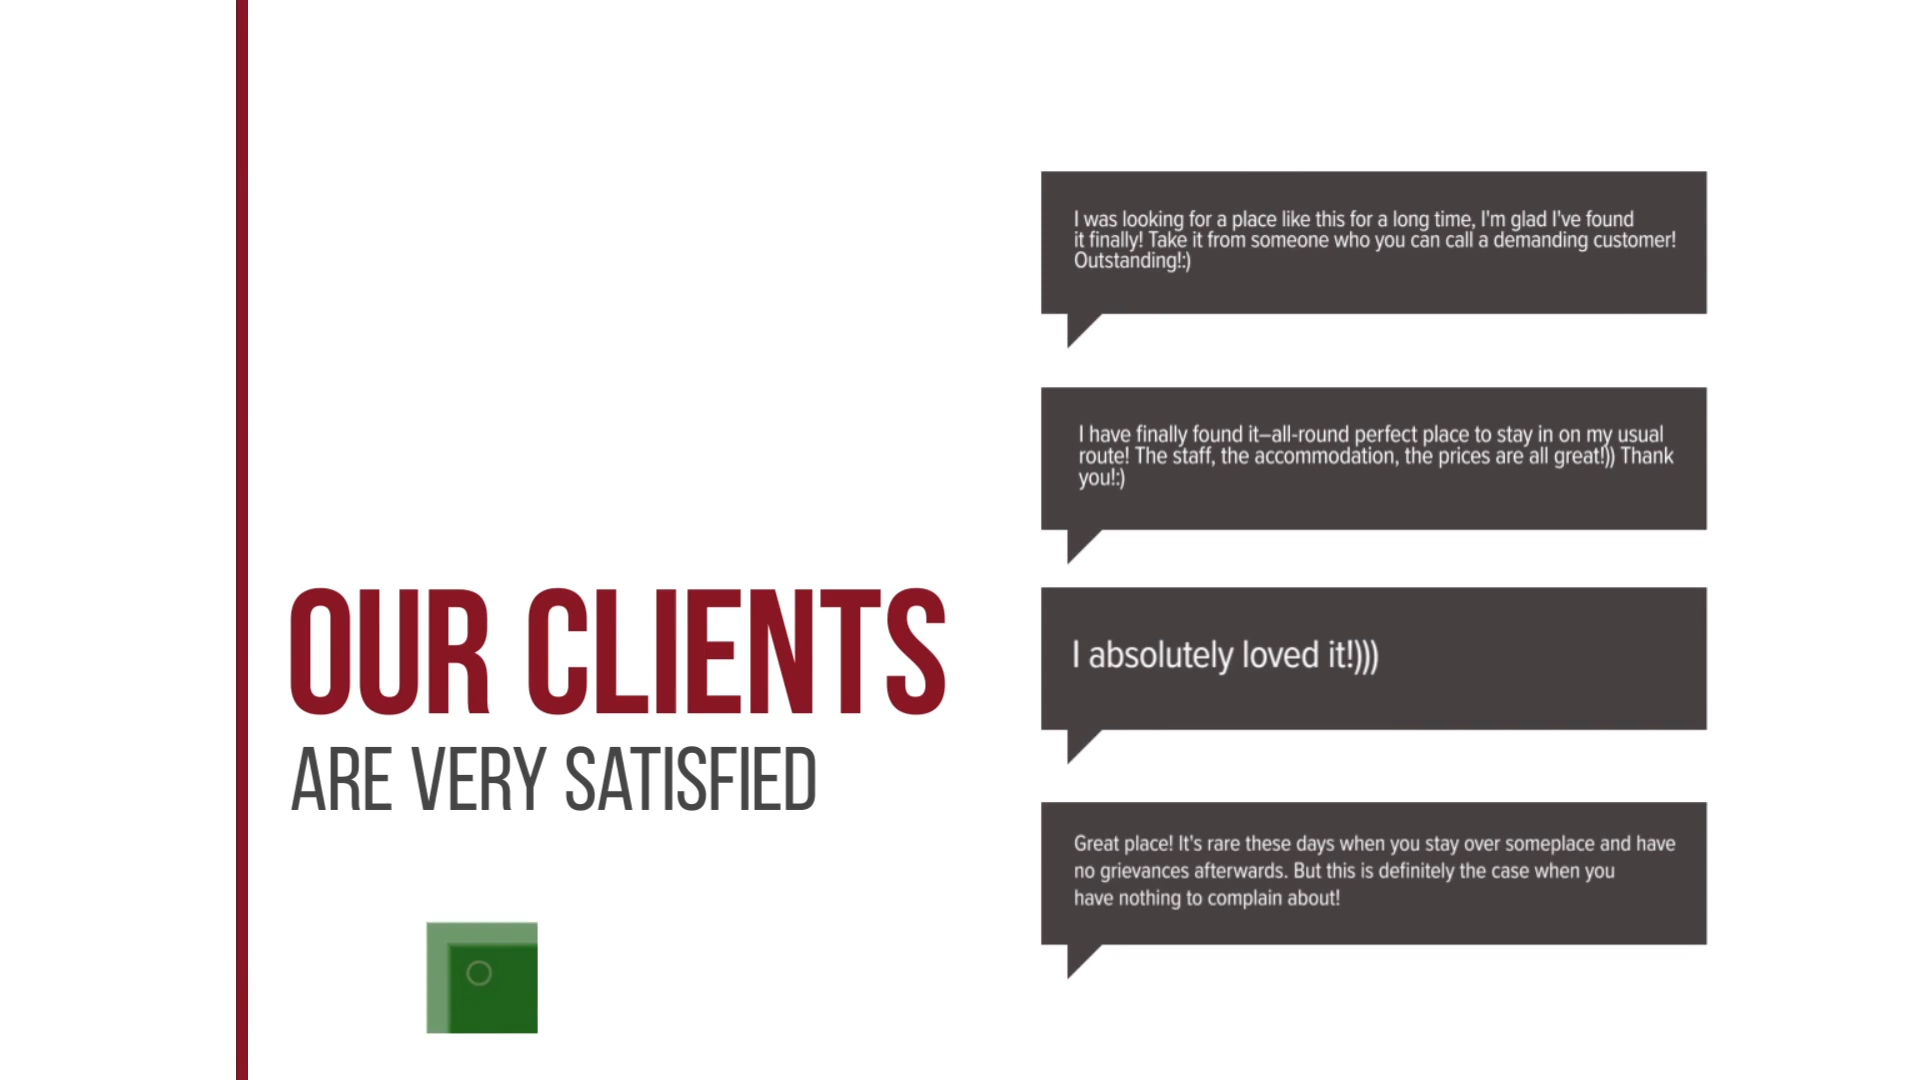 OUR CLIENTS
ARE VERY SATISFIED
I was looking for a place like this for a long time, I'm glad I've found
it finally! Take it from someone who you can call a demanding customer!
Outstanding!:)
I have finally found it–all-round perfect place to stay in on my usual
route! The staff, the accommodation, the prices are all great!)) Thank
you!:)
I absolutely loved it!)))
Great place! It's rare these days when you stay over someplace and have
no grievances afterwards. But this is definitely the case when you
have nothing to complain about!